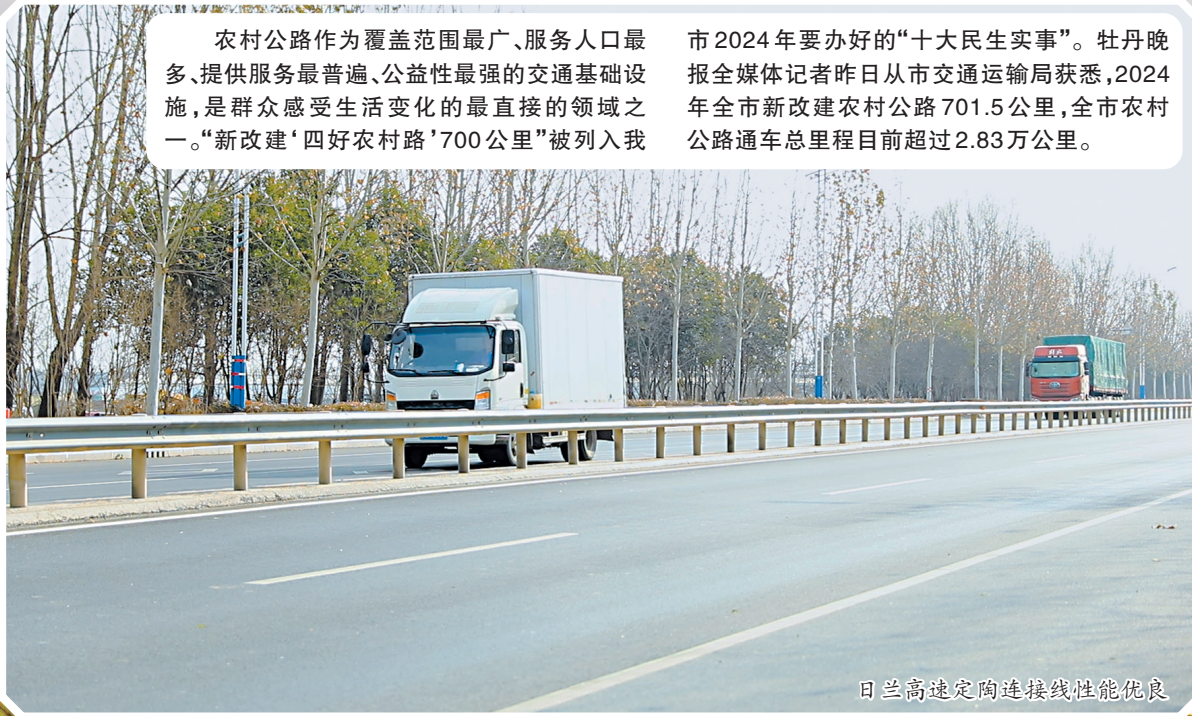 农村公路作为覆盖范围最广、服务人口最
多、提供服务最普遍、公益性最强的交通基础设
施,是群众感受生活变化的最直接的领域之
一。“新改建‘四好农村路’700公里”被列入我
市2024年要办好的“十大民生实事”。牡丹晚
报全媒体记者昨日从市交通运输局获悉,2024
年全市新改建农村公路701.5公里,全市农村
公路通车总里程目前超过2.83万公里。
日兰高速定陶连接线性能优良